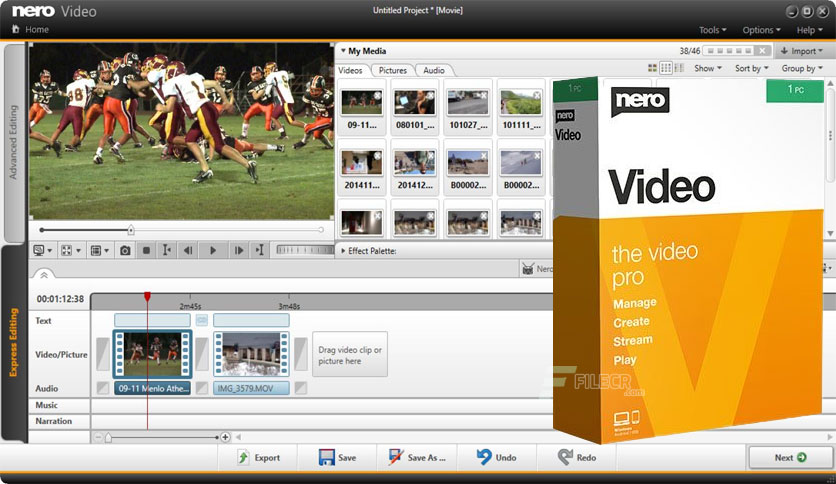 nero Video
Untitled Project * [Movie]
Home
Tools
Options
Help
Advanced Editing
Express Editing
My Media
38/46
Import
Videos
Pictures
Audio
Show
Sort by
Group by
09-11...
080101_...
101027_...
101111_...
201411...
201412...
B00002...
B00002...
Effect Palette:
Nero
00:01:12:38
2m45s
3m48s
Text
Video/Picture
Drag video clip or
picture here
Audio
09-11 Menlo Athe...
IMG_3579.MOV
Music
Narration
Export
Save
Save As ...
Undo
Redo
Next
1 PC
nero
Video
1 PC
nero
Video
the video
pro
Manage
Create
Stream
Play
FILECR
.com